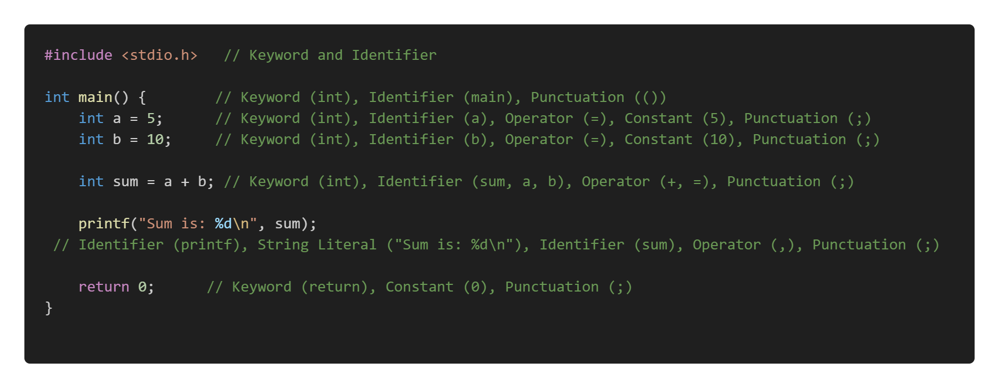 #include <stdio.h>   // Keyword and Identifier
int main() {        // Keyword (int), Identifier (main), Punctuation (())
    int a = 5;      // Keyword (int), Identifier (a), Operator (=), Constant (5), Punctuation (;)
    int b = 10;     // Keyword (int), Identifier (b), Operator (=), Constant (10), Punctuation (;)
    int sum = a + b; // Keyword (int), Identifier (sum, a, b), Operator (+, =), Punctuation (;)
    printf("Sum is: %d\n", sum);
 // Identifier (printf), String Literal ("Sum is: %d\n"), Identifier (sum), Operator (,), Punctuation (;)
    return 0;      // Keyword (return), Constant (0), Punctuation (;)
}